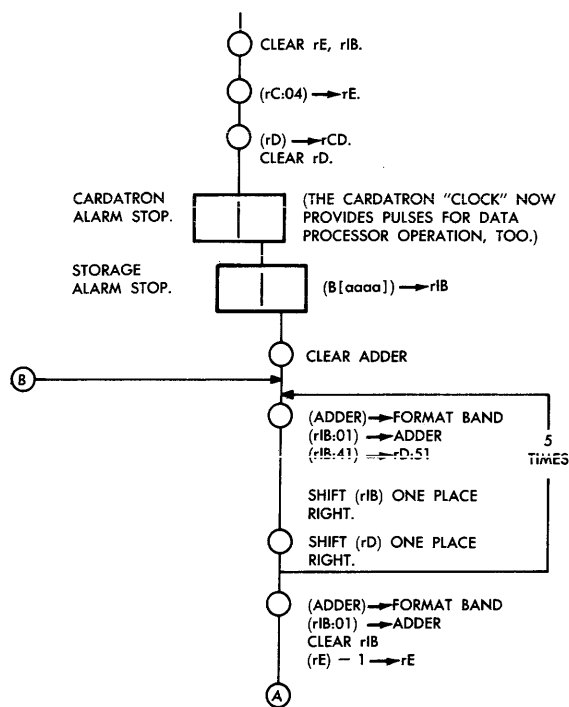 CLEAR rE, rIB.
(rC:04) → rE.
(rD) → rCD.
CLEAR rD.
CARDATRON
ALARM STOP.
(THE CARDATRON "CLOCK" NOW
PROVIDES PULSES FOR DATA
PROCESSOR OPERATION, TOO.)
STORAGE
ALARM STOP.
(B[aaaa]) → rIB
CLEAR ADDER
B
(ADDER) → FORMAT BAND
(rIB:01) → ADDER
(rIB:41) → rD:51
5
TIMES
SHIFT (rIB) ONE PLACE
RIGHT.
SHIFT (rD) ONE PLACE
RIGHT.
(ADDER) → FORMAT BAND
(rIB:01) → ADDER
CLEAR rIB
(rE) − 1 → rE
A